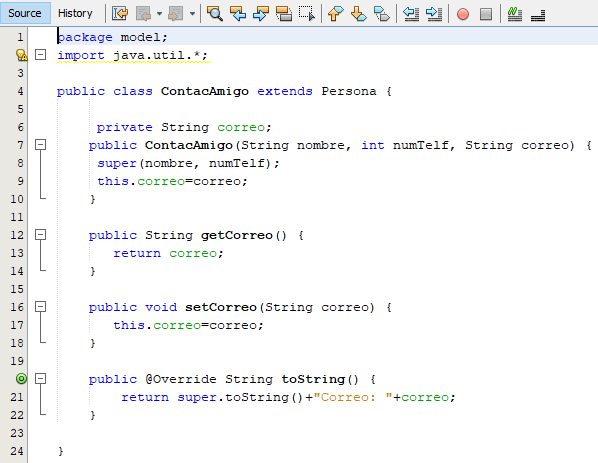 Source History
1 package model;
import java.util.*;
3
4 public class ContacAmigo extends Persona {
5
6 private String correo;
7 public ContacAmigo(String nombre, int numTelf, String correo) {
8 super(nombre, numTelf);
9 this.correo=correo;
10 }
11
12 public String getCorreo() {
13 return correo;
14 }
15
16 public void setCorreo(String correo) {
17 this.correo=correo;
18 }
19
public @Override String toString() {
21 return super.toString()+"Correo: "+correo;
22 }
23
24 }